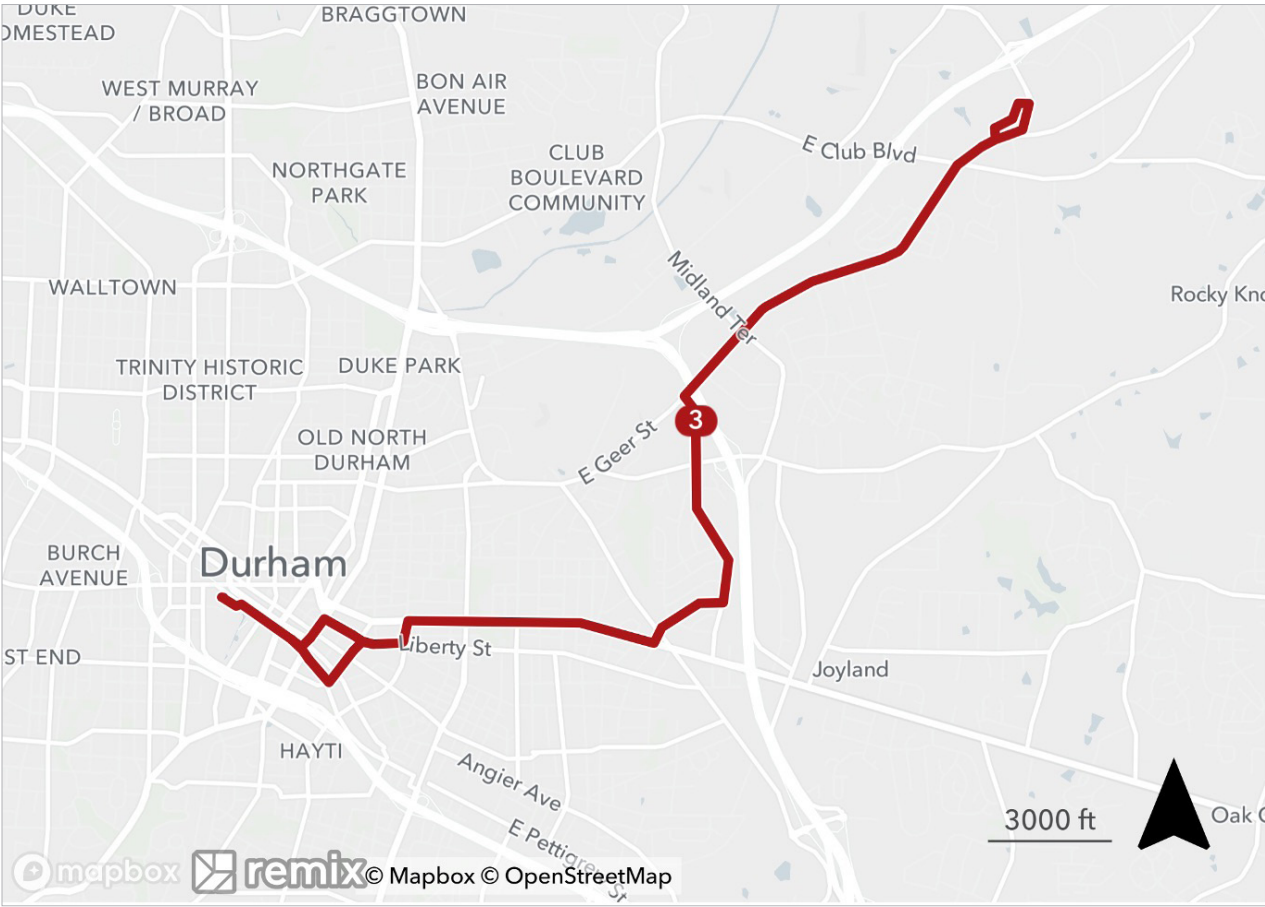 DUKE
OMESTEAD
BRAGGTOWN
WEST MURRAY
/ BROAD
BON AIR
AVENUE
E Club Blvd
CLUB
BOULEVARD
COMMUNITY
NORTHGATE
PARK
Midland Ter
WALLTOWN
Rocky Kno
TRINITY HISTORIC
DISTRICT
DUKE PARK
3
OLD NORTH
DURHAM
E Geer St
BURCH
AVENUE
Durham
Liberty St
ST END
Joyland
HAYTI
Angier Ave
3000 ft
Oak G
E Pettigrew St
mapbox
remix
© Mapbox © OpenStreetMap